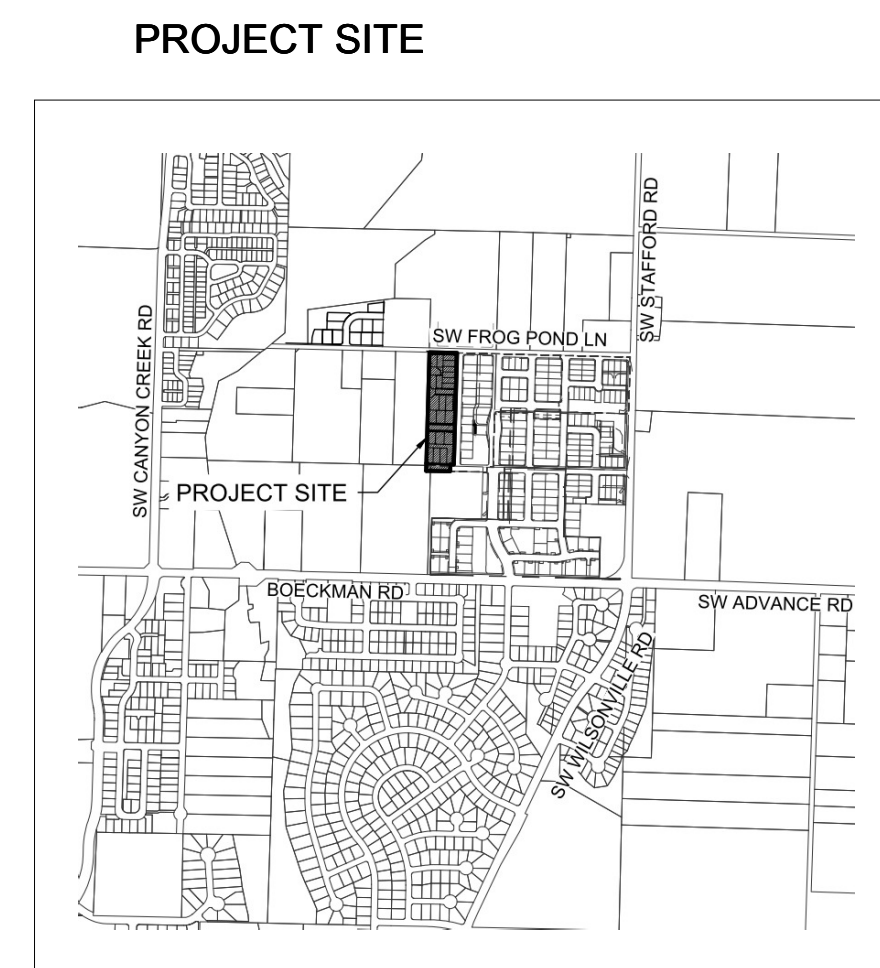 PROJECT SITE
SW STAFFORD RD
SW FROG POND LN
SW CANYON CREEK RD
PROJECT SITE
BOECKMAN RD
SW ADVANCE RD
SW WILSONVILLE RD